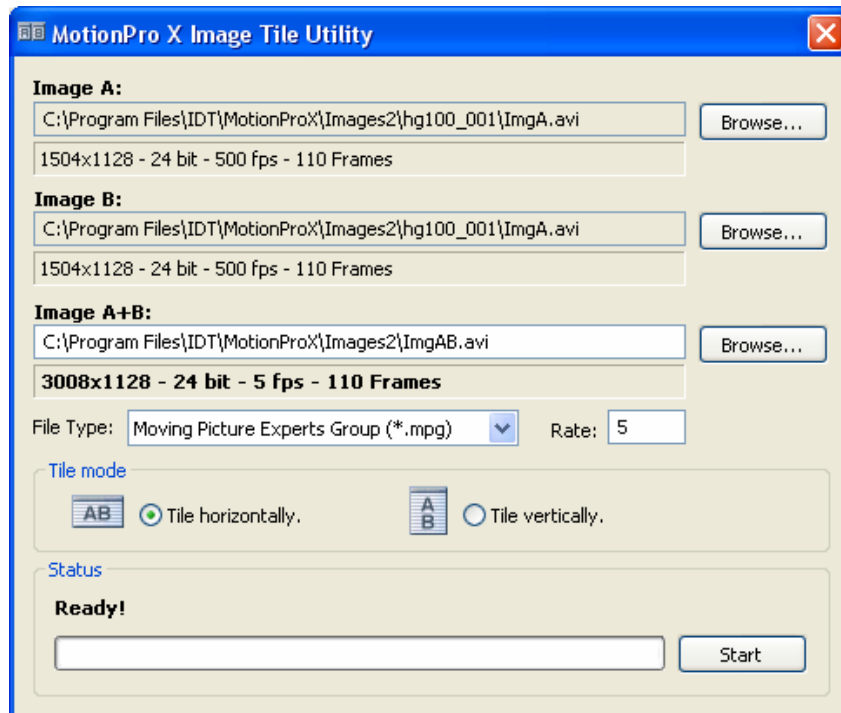 MotionPro X Image Tile Utility
Image A:
C:\Program Files\IDT\MotionProX\Images2\hg100_001\ImgA.avi
Browse...
1504x1128 - 24 bit - 500 fps - 110 Frames
Image B:
C:\Program Files\IDT\MotionProX\Images2\hg100_001\ImgA.avi
Browse...
1504x1128 - 24 bit - 500 fps - 110 Frames
Image A+B:
C:\Program Files\IDT\MotionProX\Images2\ImgAB.avi
Browse...
3008x1128 - 24 bit - 5 fps - 110 Frames
File Type: Moving Picture Experts Group (*.mpg) Rate: 5
Tile mode
AB Tile horizontally. A B Tile vertically.
Status
Ready!
Start